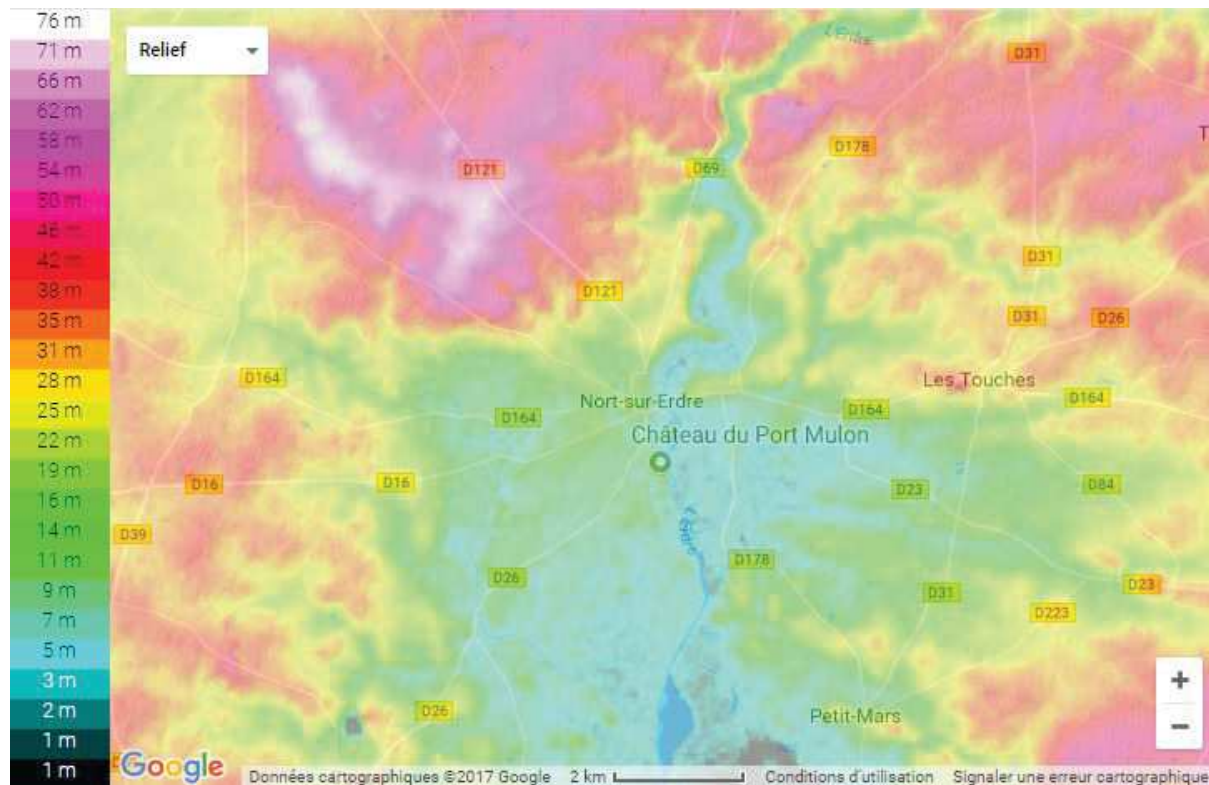 76 m
71 m
66 m
62 m
58 m
54 m
50 m
46 m
42 m
38 m
35 m
31 m
28 m
25 m
22 m
19 m
16 m
14 m
11 m
9 m
7 m
5 m
3 m
2 m
1 m
1 m
Relief
L'Erdre
D31
D178
D121
D69
D31
D121
D31
D26
D164
Les Touches
Nort-sur-Erdre
D164
D164
D164
Château du Port Mulon
D16
D16
D23
D84
D39
L'Erdre
D178
D26
D31
D23
D223
D26
Petit-Mars
+
−
Google
Données cartographiques ©2017 Google
2 km
Conditions d'utilisation
Signaler une erreur cartographique